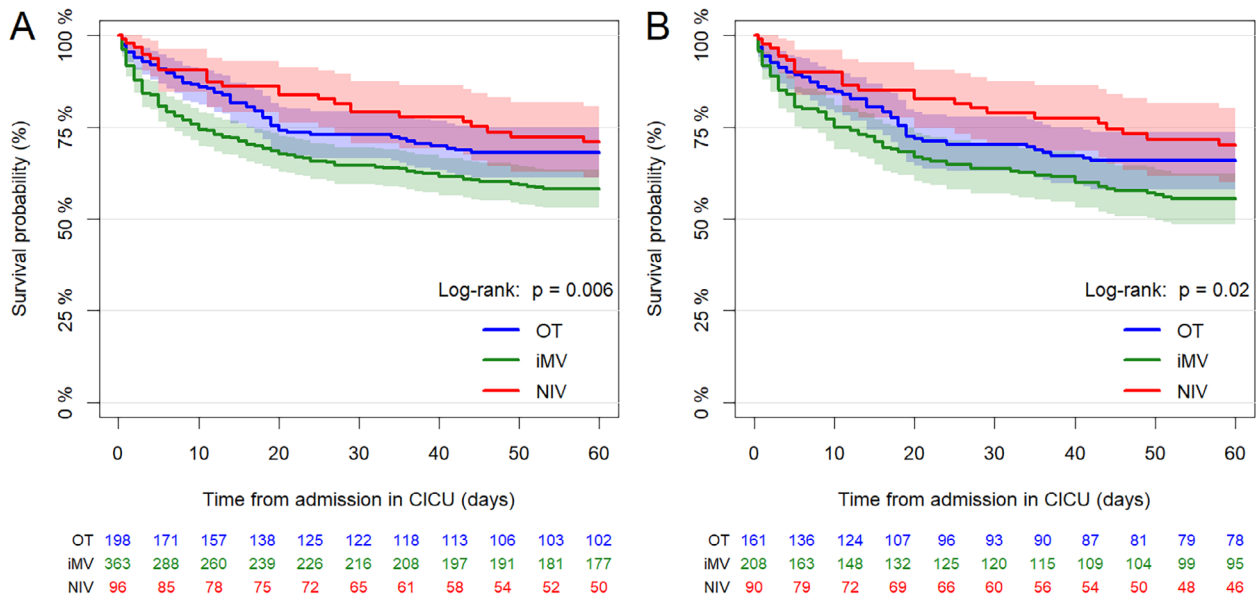 A
Survival probability (%)
100 %
75 %
50 %
25 %
0 %
Log-rank: p = 0.006
OT
iMV
NIV
0 10 20 30 40 50 60
Time from admission in CICU (days)
OT 198 171 157 138 125 122 118 113 106 103 102
iMV 363 288 260 239 226 216 208 197 191 181 177
NIV 96 85 78 75 72 65 61 58 54 52 50
B
Survival probability (%)
100 %
75 %
50 %
25 %
0 %
Log-rank: p = 0.02
OT
iMV
NIV
0 10 20 30 40 50 60
Time from admission in CICU (days)
OT 161 136 124 107 96 93 90 87 81 79 78
iMV 208 163 148 132 125 120 115 109 104 99 95
NIV 90 79 72 69 66 60 56 54 50 48 46